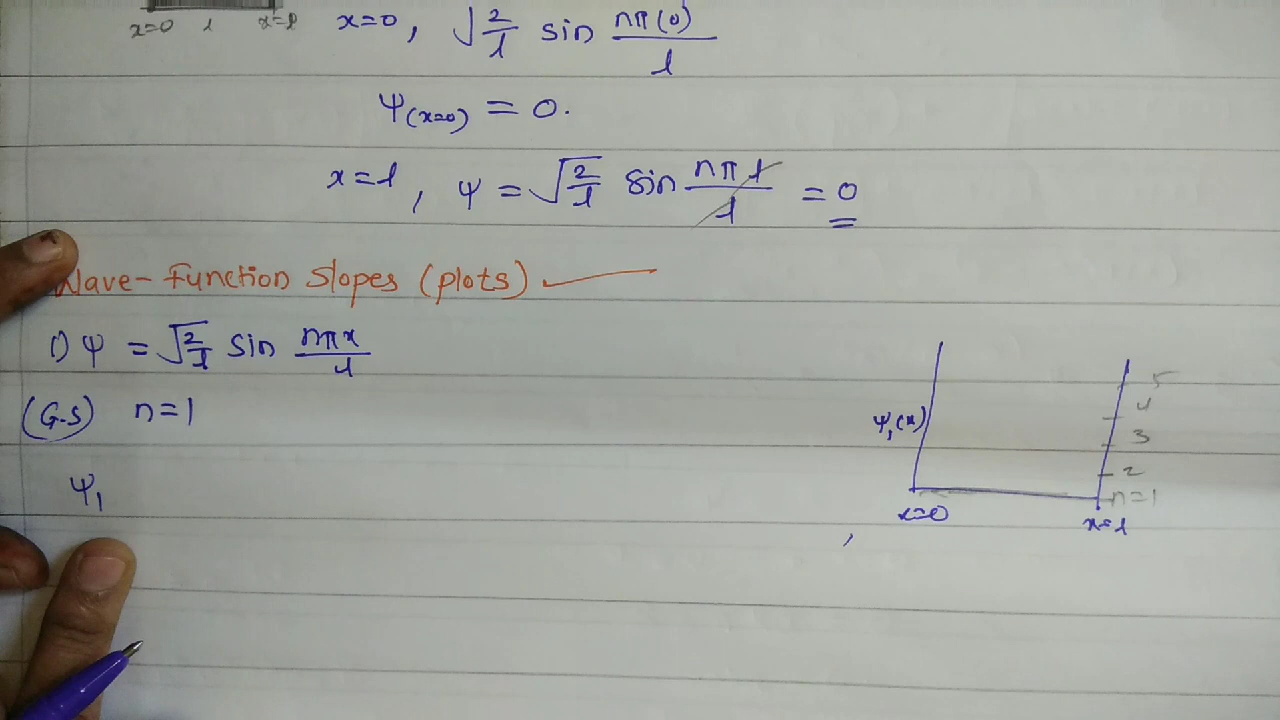 x=0 l x=l x=0, √2/l sin nπ(0)/l
Ψ(x=0) = 0.
x=l, Ψ = √2/l sin nπl/l = 0
Wave-Function Slopes (plots)
1) Ψ = √2/l sin nπx/l
(G.S) n=1
Ψ₁
5
4
Ψ₁(x)
3
2
n=1
x=0 x=l
,